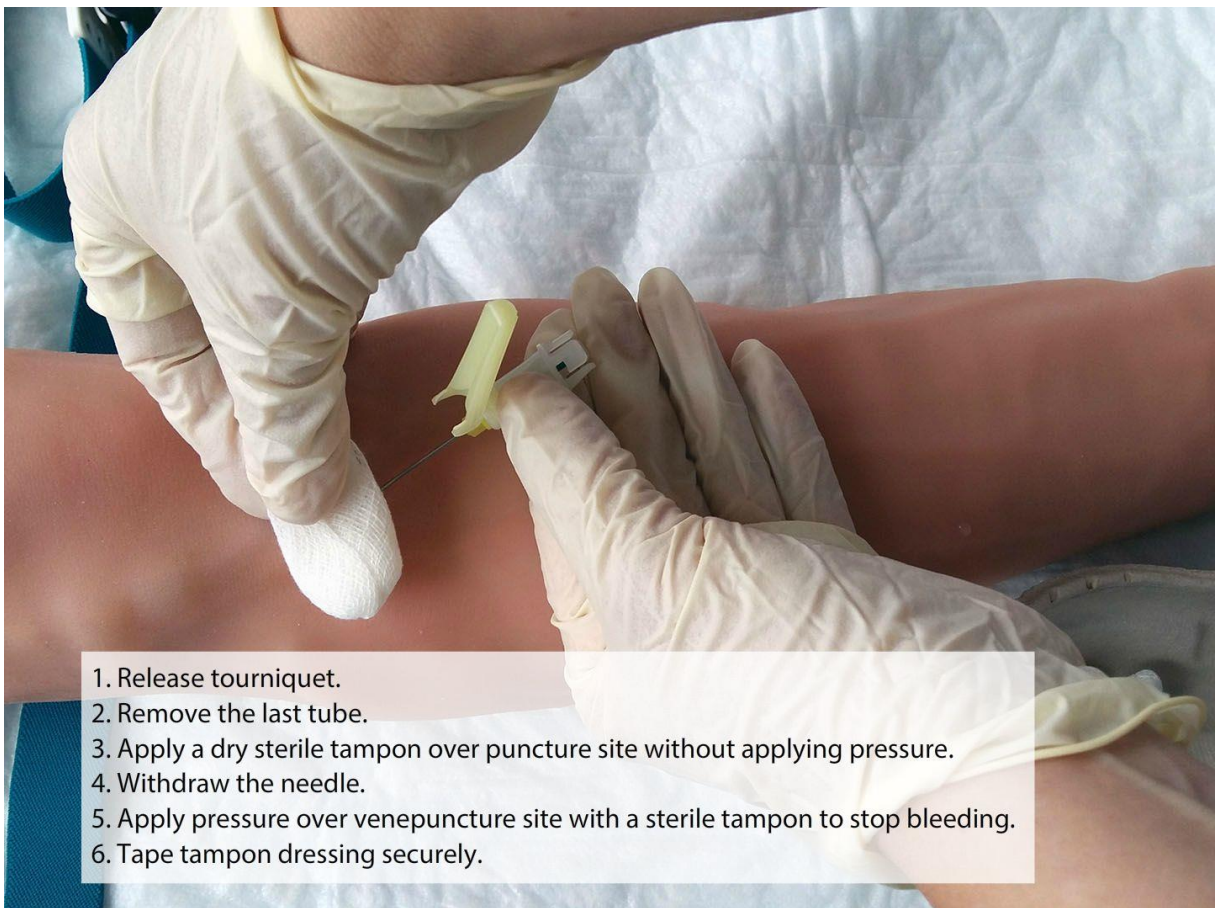 1. Release tourniquet.
2. Remove the last tube.
3. Apply a dry sterile tampon over puncture site without applying pressure.
4. Withdraw the needle.
5. Apply pressure over venepuncture site with a sterile tampon to stop bleeding.
6. Tape tampon dressing securely.